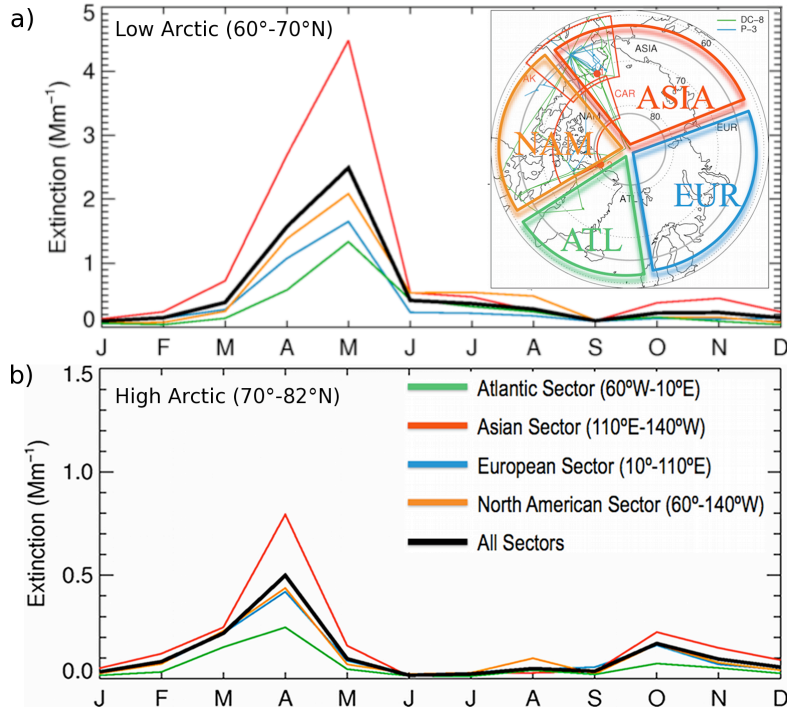 a)
Low Arctic (60°-70°N)
Extinction (Mm⁻¹)
5
4
3
2
1
0
J F M A M J J A S O N D
DC-8
P-3
60
ASIA
70
AK
CAR
ASIA
NAM
80
NAM
EUR
EUR
ATL
ATL
b)
High Arctic (70°-82°N)
Extinction (Mm⁻¹)
1.5
1.0
0.5
0.0
Atlantic Sector (60ºW-10ºE)
Asian Sector (110ºE-140ºW)
European Sector (10º-110ºE)
North American Sector (60º-140ºW)
All Sectors
J F M A M J J A S O N D